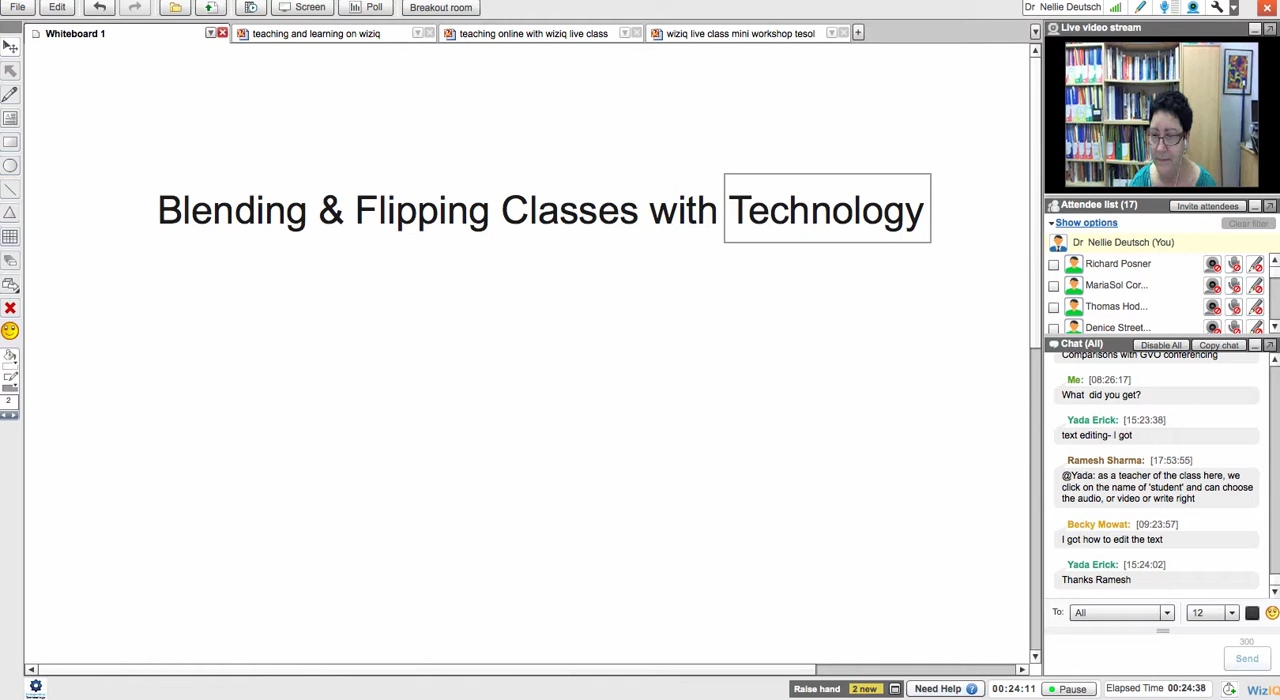 File
Edit
Screen
Poll
Breakout room
Dr Nellie Deutsch
Whiteboard 1
teaching and learning on wiziq
teaching online with wiziq live class
wiziq live class mini workshop tesol
Blending & Flipping Classes with Technology
2
Live video stream
Attendee list (17)
Invite attendees
Show options
Clear filter
Dr Nellie Deutsch (You)
Richard Posner
MariaSol Cor...
Thomas Hod...
Denice Street...
Chat (All)
Disable All
Copy chat
Comparisons with GVO conferencing
Me: [08:26:17]
What did you get?
Yada Erick: [15:23:38]
text editing- I got
Ramesh Sharma: [17:53:55]
@Yada: as a teacher of the class here, we
click on the name of 'student' and can choose
the audio, or video or write right
Becky Mowat: [09:23:57]
I got how to edit the text
Yada Erick: [15:24:02]
Thanks Ramesh
To: All 12
300
Send
Raise hand 2 new
Need Help ?
00:24:11
Pause
Elapsed Time 00:24:38
WizIQ